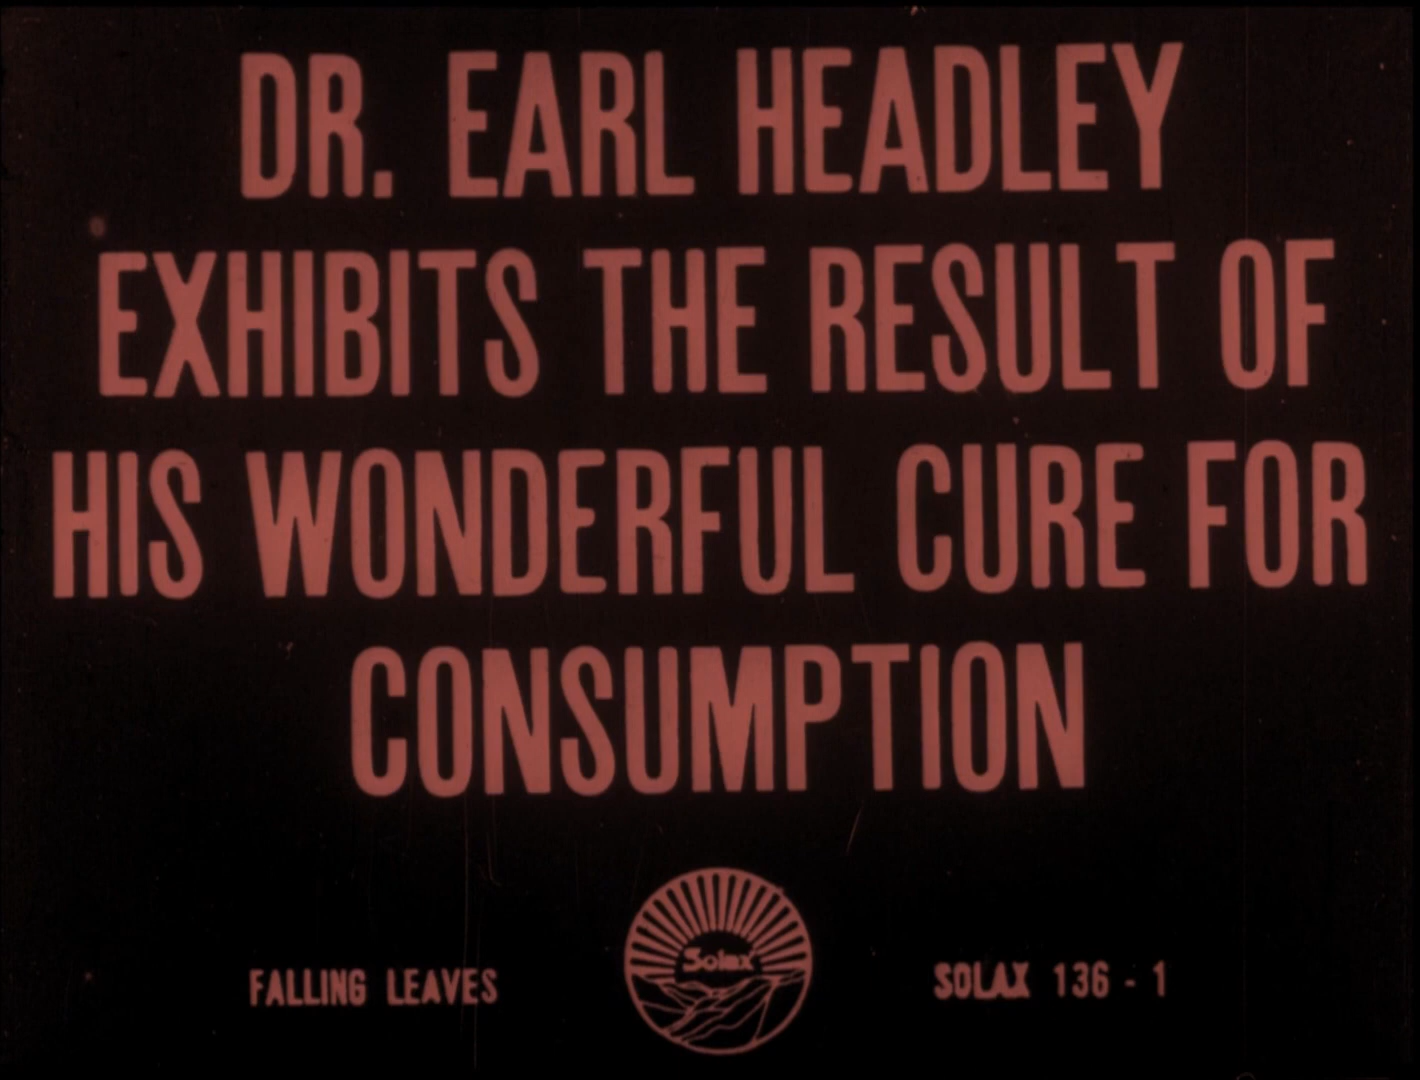 DR. EARL HEADLEY
EXHIBITS THE RESULT OF
HIS WONDERFUL CURE FOR
CONSUMPTION
Solax
FALLING LEAVES
SOLAX 136 - 1